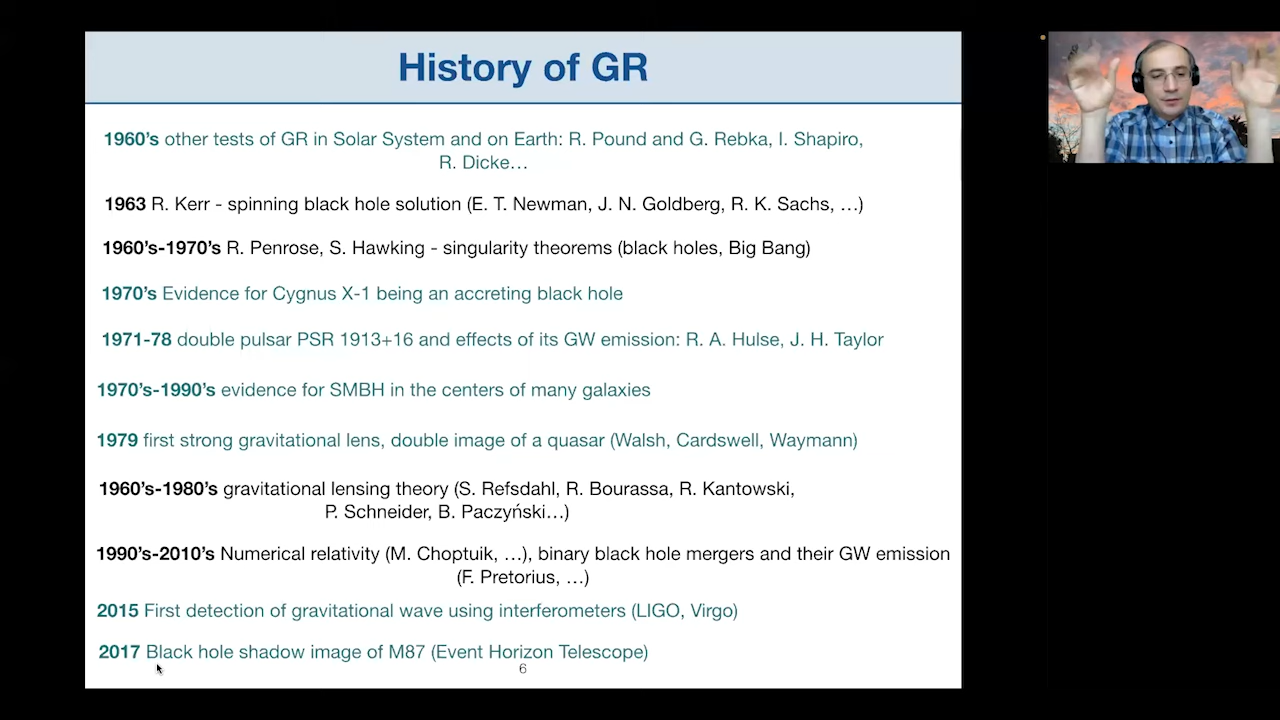 History of GR
1960's other tests of GR in Solar System and on Earth: R. Pound and G. Rebka, I. Shapiro,
R. Dicke…
1963 R. Kerr - spinning black hole solution (E. T. Newman, J. N. Goldberg, R. K. Sachs, …)
1960's-1970's R. Penrose, S. Hawking - singularity theorems (black holes, Big Bang)
1970's Evidence for Cygnus X-1 being an accreting black hole
1971-78 double pulsar PSR 1913+16 and effects of its GW emission: R. A. Hulse, J. H. Taylor
1970's-1990's evidence for SMBH in the centers of many galaxies
1979 first strong gravitational lens, double image of a quasar (Walsh, Cardswell, Waymann)
1960's-1980's gravitational lensing theory (S. Refsdahl, R. Bourassa, R. Kantowski,
P. Schneider, B. Paczyński…)
1990's-2010's Numerical relativity (M. Choptuik, …), binary black hole mergers and their GW emission
(F. Pretorius, …)
2015 First detection of gravitational wave using interferometers (LIGO, Virgo)
2017 Black hole shadow image of M87 (Event Horizon Telescope)
6